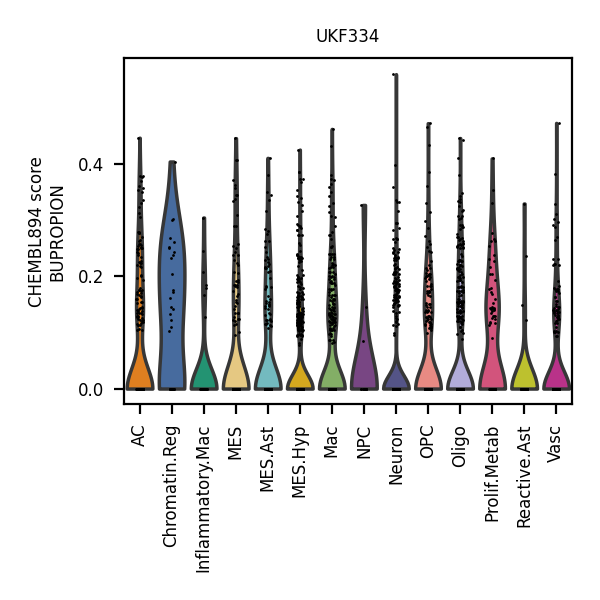 UKF334
CHEMBL894 score
BUPROPION
0.4
0.2
0.0
AC
Chromatin.Reg
Inflammatory.Mac
MES
MES.Ast
MES.Hyp
Mac
NPC
Neuron
OPC
Oligo
Prolif.Metab
Reactive.Ast
Vasc